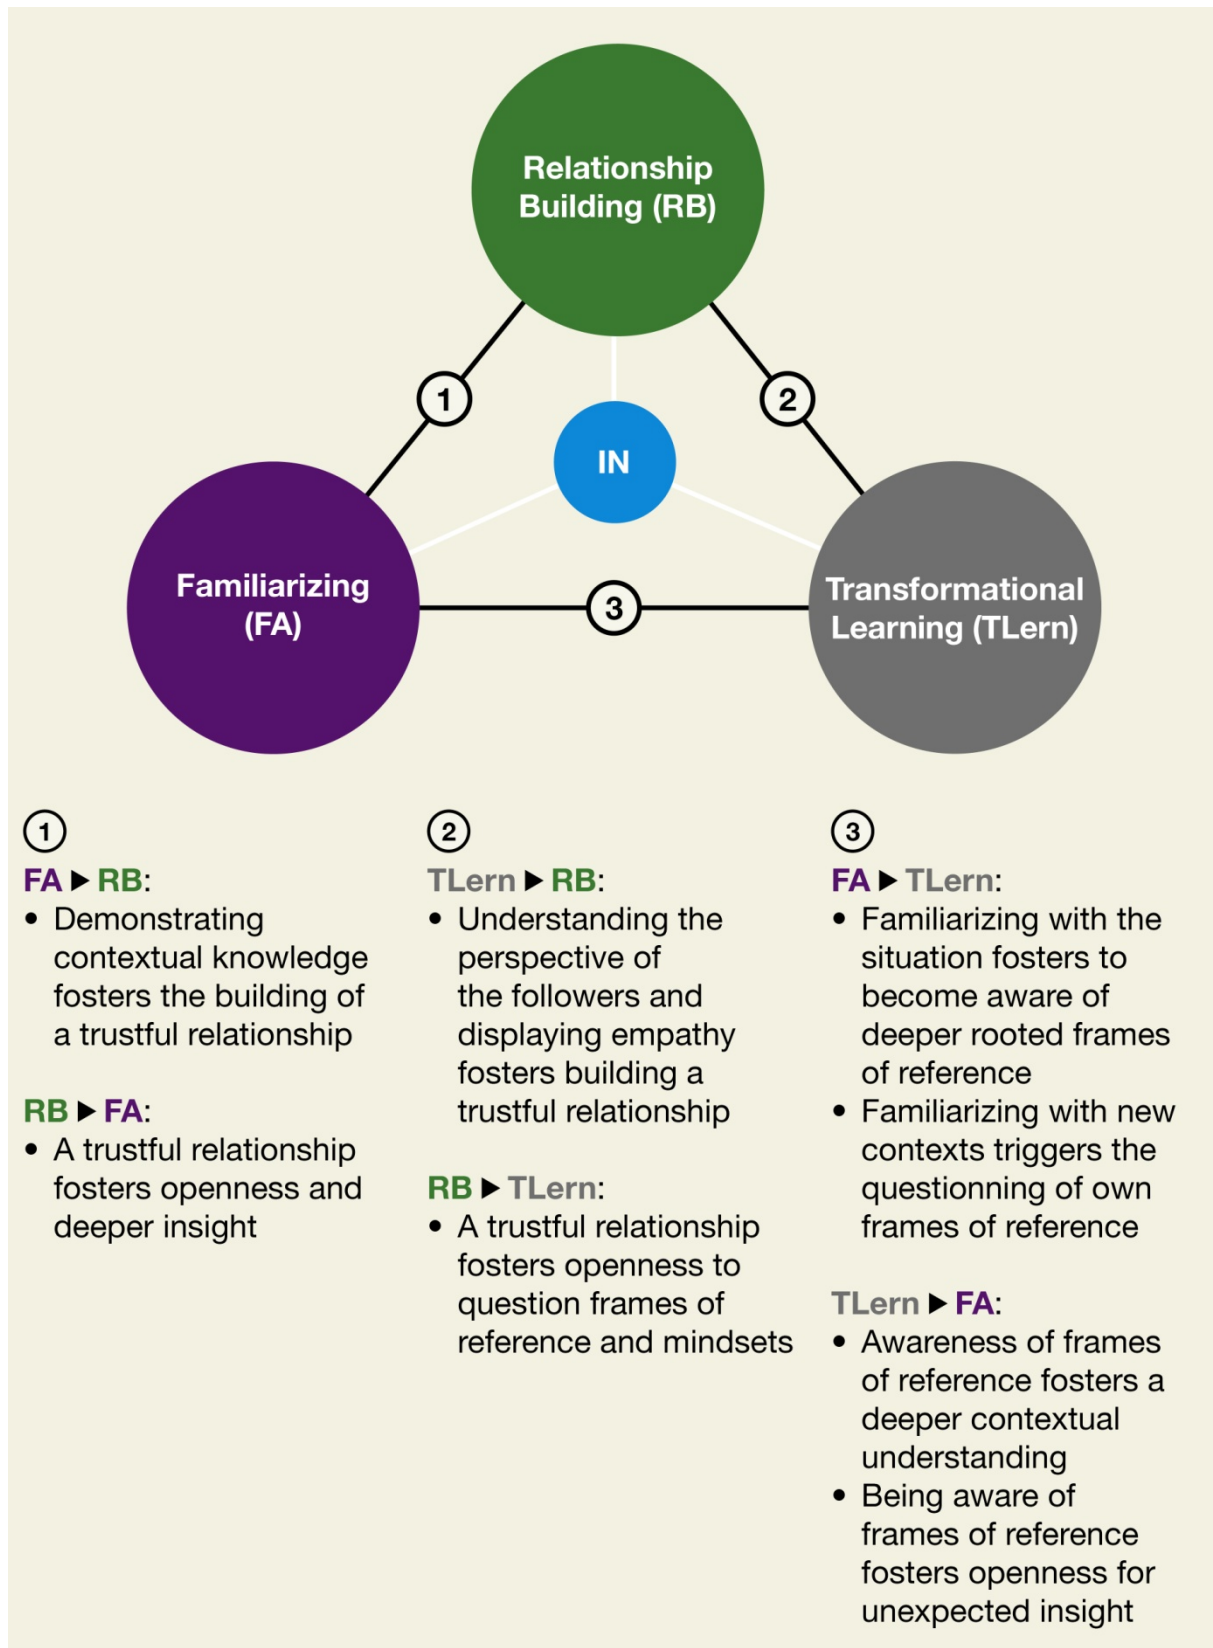 Relationship
Building (RB)
1
2
IN
Familiarizing
(FA)
3
Transformational
Learning (TLern)
1
FA ▶ RB:
• Demonstrating
contextual knowledge
fosters the building of
a trustful relationship
RB ▶ FA:
• A trustful relationship
fosters openness and
deeper insight
2
TLern ▶ RB:
• Understanding the
perspective of
the followers and
displaying empathy
fosters building a
trustful relationship
RB ▶ TLern:
• A trustful relationship
fosters openness to
question frames of
reference and mindsets
3
FA ▶ TLern:
• Familiarizing with the
situation fosters to
become aware of
deeper rooted frames
of reference
• Familiarizing with new
contexts triggers the
questionning of own
frames of reference
TLern ▶ FA:
• Awareness of frames
of reference fosters a
deeper contextual
understanding
• Being aware of
frames of reference
fosters openness for
unexpected insight